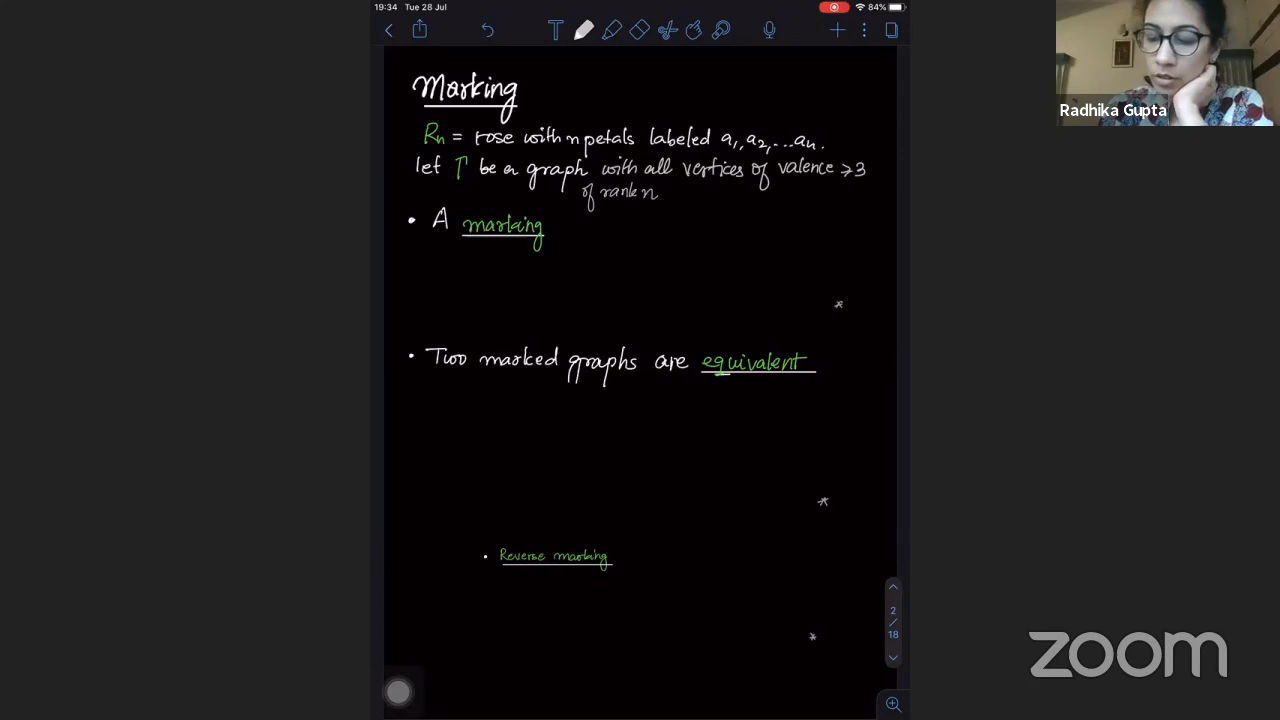 19:34 Tue 28 Jul
84%
Radhika Gupta
Marking
Rn = rose with n petals labeled a1, a2, ... an.
let Γ be a graph with all vertices of valence ⩾3
of rank n
• A marking
*
• Two marked graphs are equivalent
*
• Reverse marking
*
2
/
18
zoom